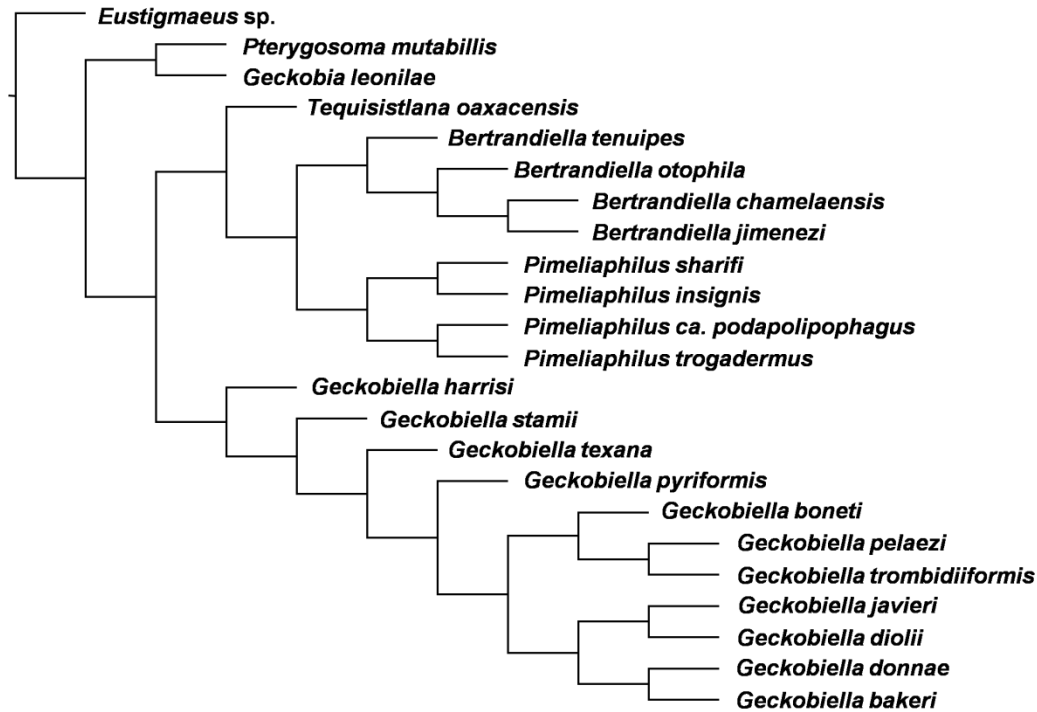 Eustigmaeus sp.
Pterygosoma mutabillis
Geckobia leonilae
Tequisistlana oaxacensis
Bertrandiella tenuipes
Bertrandiella otophila
Bertrandiella chamelaensis
Bertrandiella jimenezi
Pimeliaphilus sharifi
Pimeliaphilus insignis
Pimeliaphilus ca. podapolipophagus
Pimeliaphilus trogadermus
Geckobiella harrisi
Geckobiella stamii
Geckobiella texana
Geckobiella pyriformis
Geckobiella boneti
Geckobiella pelaezi
Geckobiella trombidiiformis
Geckobiella javieri
Geckobiella diolii
Geckobiella donnae
Geckobiella bakeri